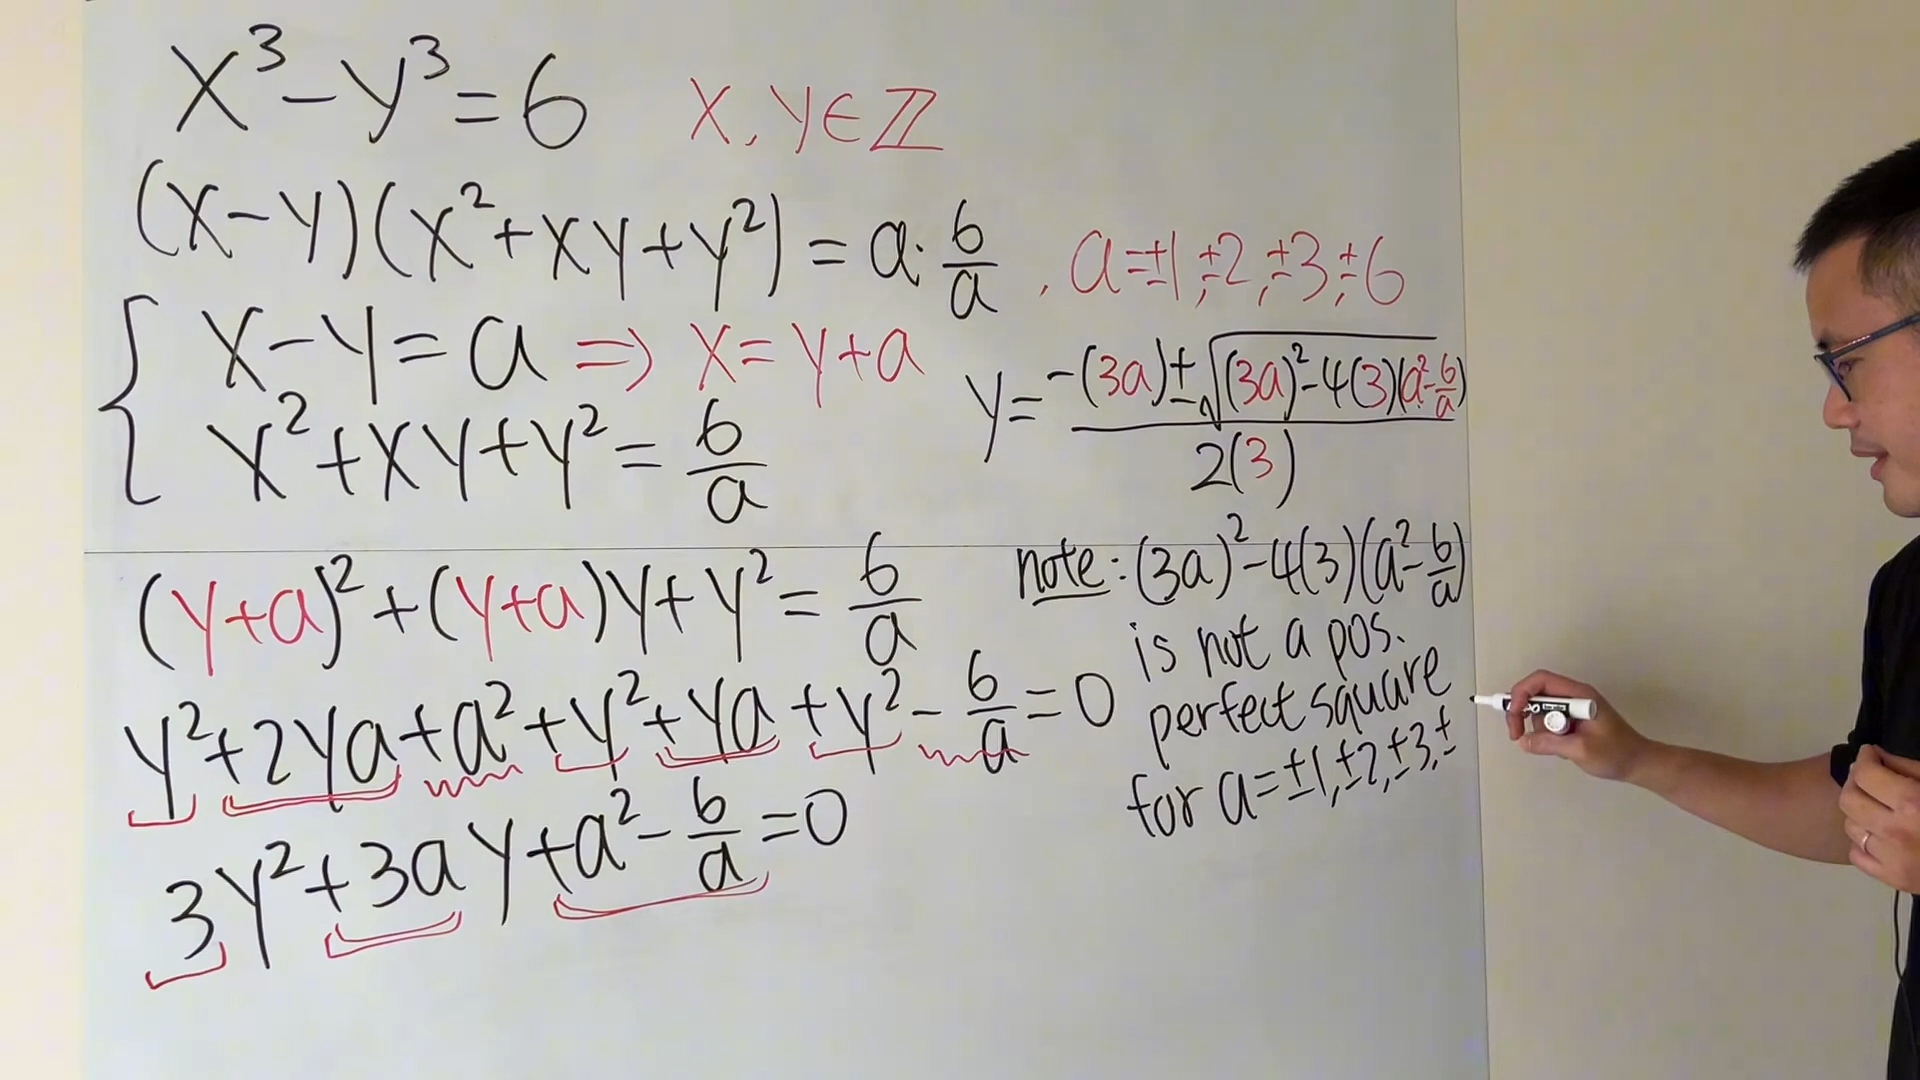 x³-y³=6 x, y∈ℤ
(x-y)(x²+xy+y²)=a·6/a, a=±1,±2,±3,±6
x-y=a⇒x=y+a
x²+xy+y²=6/a
(y+a)²+(y+a)y+y²=6/a
y²+2ya+a²+y²+ya+y²-6/a=0
3y²+3ay+a²-6/a=0
y=(-(3a)±√((3a)²-4(3)(a²-6/a)))/(2(3))
note: (3a)²-4(3)(a²-6/a)
is not a pos.
perfect square
for a=±1,±2,±3,±